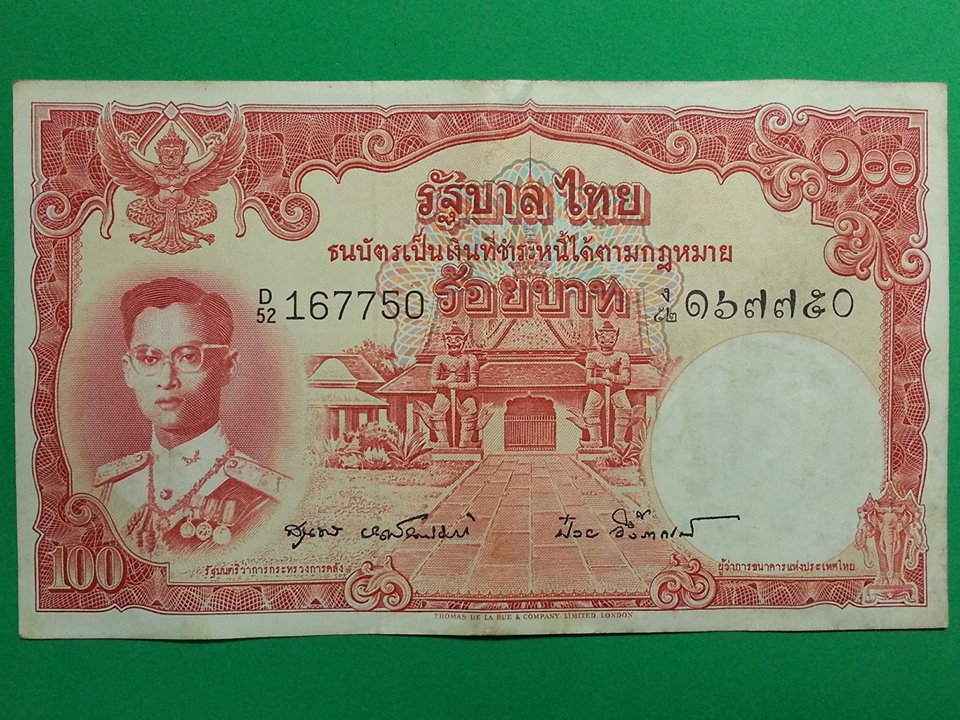 ๑๐๐
รัฐบาลไทย
ธนบัตรเป็นเงินที่ชำระหนี้ได้ตามกฎหมาย
D/52 167750 ร้อยบาท ง/๕๒ ๑๖๗๗๕๐
รัฐมนตรีว่าการกระทรวงการคลัง
ผู้ว่าการธนาคารแห่งประเทศไทย
100
THOMAS DE LA RUE & COMPANY, LIMITED LONDON